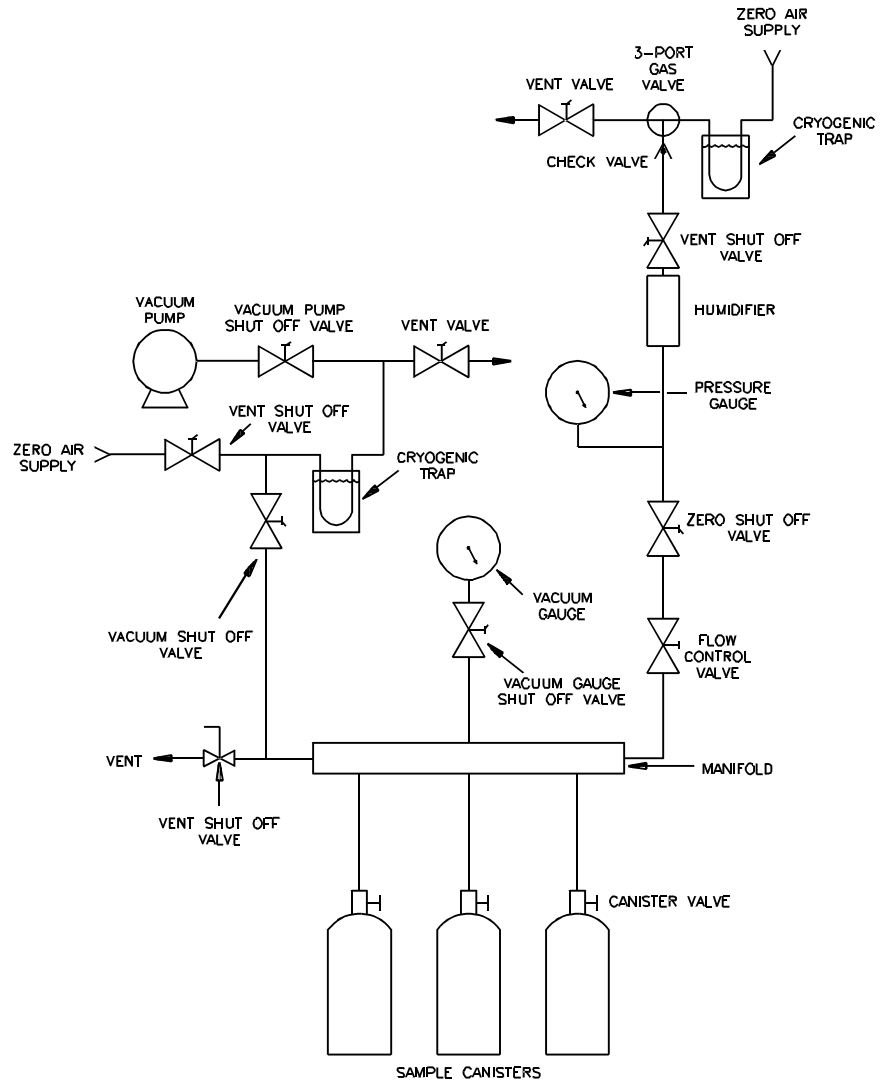 ZERO AIR
SUPPLY
3-PORT
GAS
VALVE
VENT VALVE
CRYOGENIC
TRAP
CHECK VALVE
VENT SHUT OFF
VALVE
HUMIDIFIER
VACUUM
PUMP
VACUUM PUMP
SHUT OFF VALVE
VENT VALVE
PRESSURE
GAUGE
VENT SHUT OFF
VALVE
ZERO AIR
SUPPLY
CRYOGENIC
TRAP
ZERO SHUT OFF
VALVE
VACUUM
GAUGE
VACUUM SHUT OFF
VALVE
FLOW
CONTROL
VALVE
VACUUM GAUGE
SHUT OFF VALVE
VENT
MANIFOLD
VENT SHUT OFF
VALVE
CANISTER VALVE
SAMPLE CANISTERS